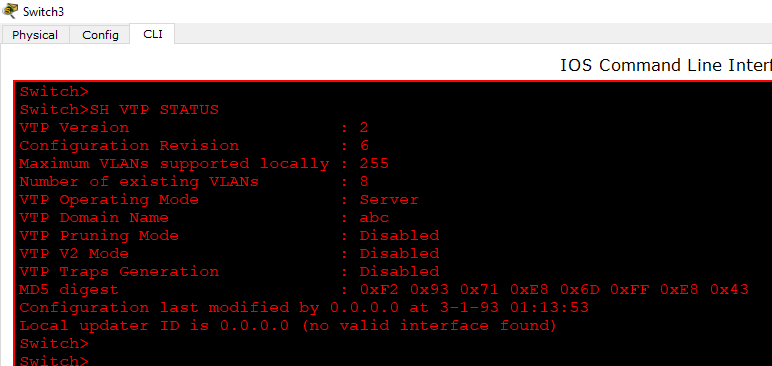 Switch3
Physical Config CLI
IOS Command Line Interf
Switch>
Switch>SH VTP STATUS
VTP Version : 2
Configuration Revision : 6
Maximum VLANs supported locally : 255
Number of existing VLANs : 8
VTP Operating Mode : Server
VTP Domain Name : abc
VTP Pruning Mode : Disabled
VTP V2 Mode : Disabled
VTP Traps Generation : Disabled
MD5 digest : 0xF2 0x93 0x71 0xE8 0x6D 0xFF 0xE8 0x43
Configuration last modified by 0.0.0.0 at 3-1-93 01:13:53
Local updater ID is 0.0.0.0 (no valid interface found)
Switch>
Switch>